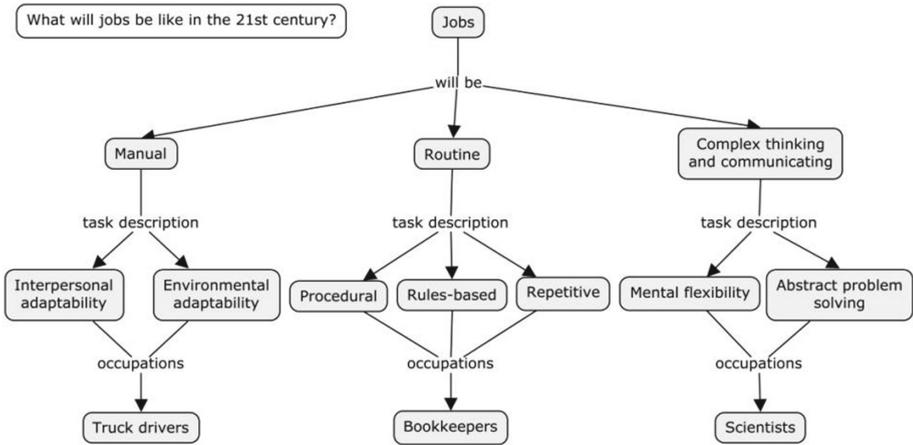 What will jobs be like in the 21st century?
Jobs
will be
Manual
Routine
Complex thinking
and communicating
task description
task description
task description
Interpersonal
adaptability
Environmental
adaptability
Procedural
Rules-based
Repetitive
Mental flexibility
Abstract problem
solving
occupations
occupations
occupations
Truck drivers
Bookkeepers
Scientists